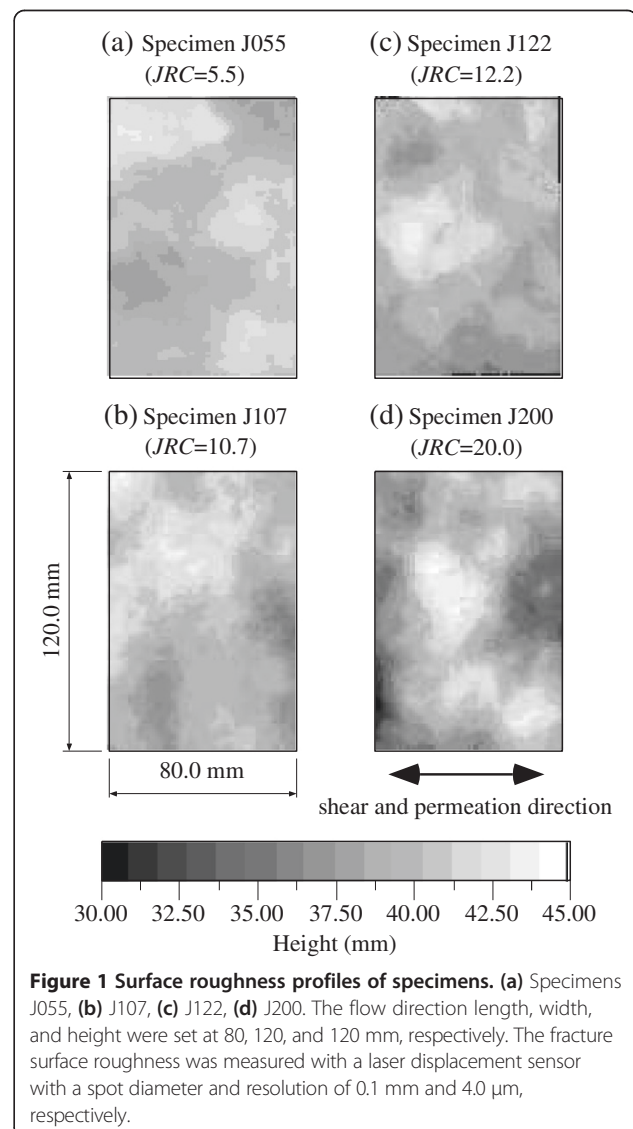 (a) Specimen J055
(JRC=5.5)
(c) Specimen J122
(JRC=12.2)
(b) Specimen J107
(JRC=10.7)
(d) Specimen J200
(JRC=20.0)
120.0 mm
80.0 mm
shear and permeation direction
30.00 32.50 35.00 37.50 40.00 42.50 45.00
Height (mm)
Figure 1 Surface roughness profiles of specimens. (a) Specimens
J055, (b) J107, (c) J122, (d) J200. The flow direction length, width,
and height were set at 80, 120, and 120 mm, respectively. The fracture
surface roughness was measured with a laser displacement sensor
with a spot diameter and resolution of 0.1 mm and 4.0 μm,
respectively.